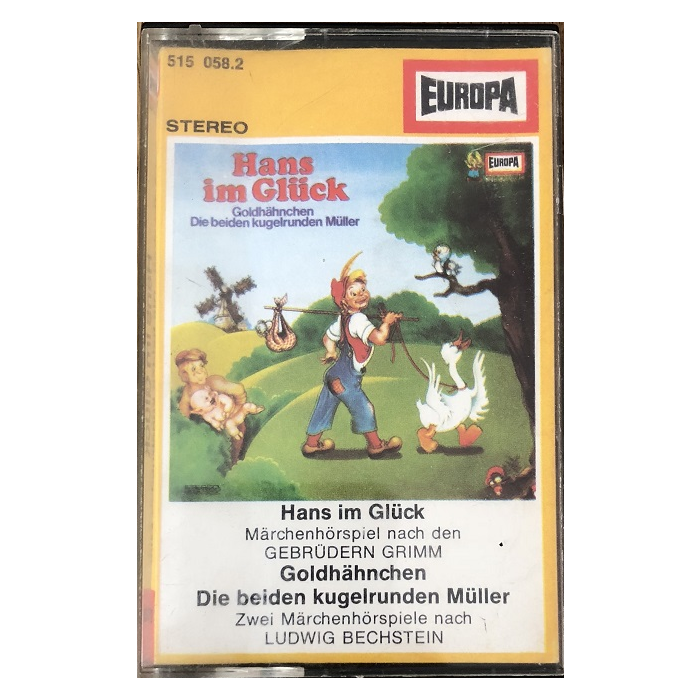 515 058.2
EUROPA
STEREO
Hans
im Glück
EUROPA
Goldhähnchen
Die beiden kugelrunden Müller
Hans im Glück
Märchenhörspiel nach den
GEBRÜDERN GRIMM
Goldhähnchen
Die beiden kugelrunden Müller
Zwei Märchenhörspiele nach
LUDWIG BECHSTEIN